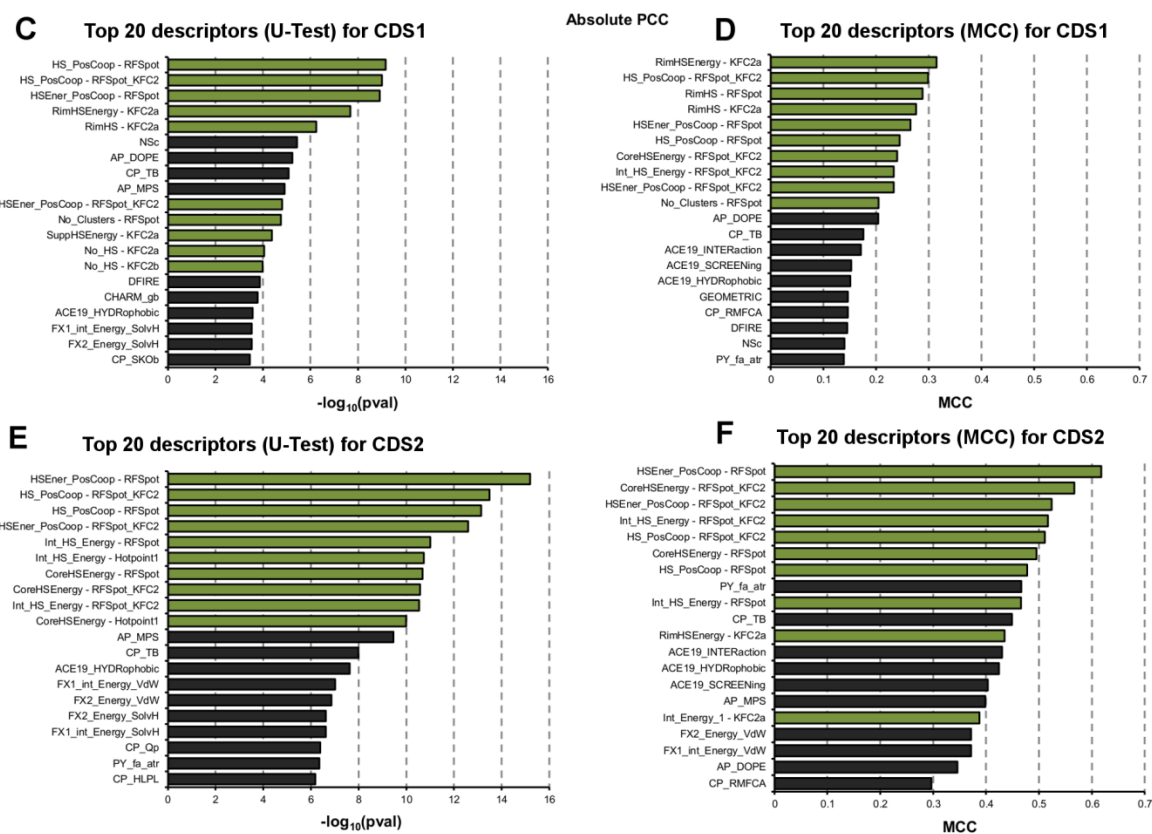 Absolute PCC
C
Top 20 descriptors (U-Test) for CDS1
HS_PosCoop - RFSpot
HS_PosCoop - RFSpot_KFC2
HSEner_PosCoop - RFSpot
RimHSEnergy - KFC2a
RimHS - KFC2a
NSc
AP_DOPE
CP_TB
AP_MPS
HSEner_PosCoop - RFSpot_KFC2
No_Clusters - RFSpot
SuppHSEnergy - KFC2a
No_HS - KFC2a
No_HS - KFC2b
DFIRE
CHARM_gb
ACE19_HYDRophobic
FX1_int_Energy_SolvH
FX2_Energy_SolvH
CP_SKOb
0 2 4 6 8 10 12 14 16
-log10(pval)
D
Top 20 descriptors (MCC) for CDS1
RimHSEnergy - KFC2a
HS_PosCoop - RFSpot_KFC2
RimHS - RFSpot
RimHS - KFC2a
HSEner_PosCoop - RFSpot
HS_PosCoop - RFSpot
CoreHSEnergy - RFSpot_KFC2
Int_HS_Energy - RFSpot_KFC2
HSEner_PosCoop - RFSpot_KFC2
No_Clusters - RFSpot
AP_DOPE
CP_TB
ACE19_INTERaction
ACE19_SCREENing
ACE19_HYDRophobic
GEOMETRIC
CP_RMFCA
DFIRE
NSc
PY_fa_atr
0 0.1 0.2 0.3 0.4 0.5 0.6 0.7
MCC
E
Top 20 descriptors (U-Test) for CDS2
HSEner_PosCoop - RFSpot
HS_PosCoop - RFSpot_KFC2
HS_PosCoop - RFSpot
HSEner_PosCoop - RFSpot_KFC2
Int_HS_Energy - RFSpot
Int_HS_Energy - Hotpoint1
CoreHSEnergy - RFSpot
CoreHSEnergy - RFSpot_KFC2
Int_HS_Energy - RFSpot_KFC2
CoreHSEnergy - Hotpoint1
AP_MPS
CP_TB
ACE19_HYDRophobic
FX1_int_Energy_VdW
FX2_Energy_VdW
FX2_Energy_SolvH
FX1_int_Energy_SolvH
CP_Qp
PY_fa_atr
CP_HLPL
0 2 4 6 8 10 12 14 16
-log10(pval)
F
Top 20 descriptors (MCC) for CDS2
HSEner_PosCoop - RFSpot
CoreHSEnergy - RFSpot_KFC2
HSEner_PosCoop - RFSpot_KFC2
Int_HS_Energy - RFSpot_KFC2
HS_PosCoop - RFSpot_KFC2
CoreHSEnergy - RFSpot
HS_PosCoop - RFSpot
PY_fa_atr
Int_HS_Energy - RFSpot
CP_TB
RimHSEnergy - KFC2a
ACE19_INTERaction
ACE19_HYDRophobic
ACE19_SCREENing
AP_MPS
Int_Energy_1 - KFC2a
FX2_Energy_VdW
FX1_int_Energy_VdW
AP_DOPE
CP_RMFCA
0 0.1 0.2 0.3 0.4 0.5 0.6 0.7
MCC